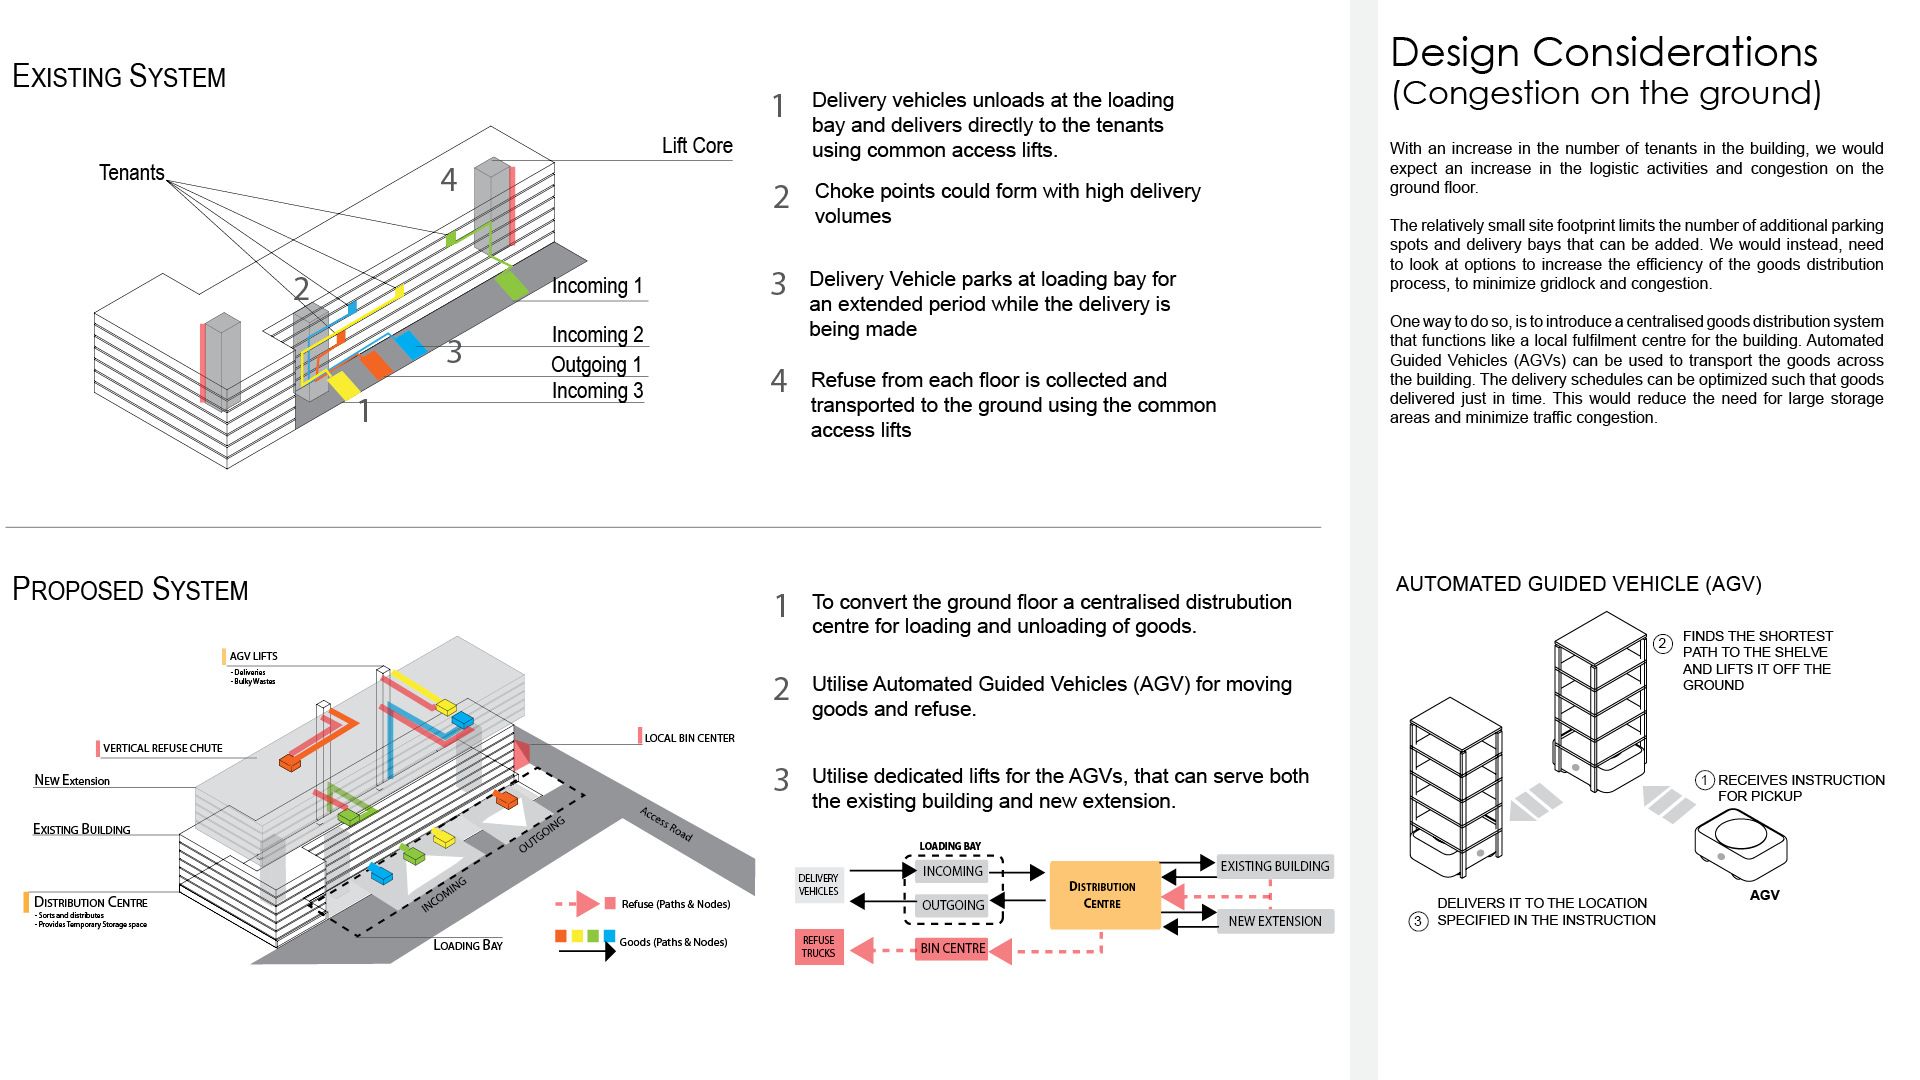 EXISTING SYSTEM
Tenants
Lift Core
4
2
3
1
Incoming 1
Incoming 2
Outgoing 1
Incoming 3
1
Delivery vehicles unloads at the loading
bay and delivers directly to the tenants
using common access lifts.
2
Choke points could form with high delivery
volumes
3
Delivery Vehicle parks at loading bay for
an extended period while the delivery is
being made
4
Refuse from each floor is collected and
transported to the ground using the common
access lifts
PROPOSED SYSTEM
AGV LIFTS
- Deliveries
- Bulky Wastes
VERTICAL REFUSE CHUTE
NEW Extension
EXISTING BUILDING
DISTRIBUTION CENTRE
- Sorts and distributes
- Provides Temporary Storage space
LOCAL BIN CENTER
Access Road
OUTGOING
INCOMING
LOADING BAY
Refuse (Paths & Nodes)
Goods (Paths & Nodes)
1
To convert the ground floor a centralised distrubution
centre for loading and unloading of goods.
2
Utilise Automated Guided Vehicles (AGV) for moving
goods and refuse.
3
Utilise dedicated lifts for the AGVs, that can serve both
the existing building and new extension.
LOADING BAY
DELIVERY
VEHICLES
INCOMING
OUTGOING
DISTRIBUTION
CENTRE
EXISTING BUILDING
NEW EXTENSION
REFUSE
TRUCKS
BIN CENTRE
Design Considerations
(Congestion on the ground)
With an increase in the number of tenants in the building, we would
expect an increase in the logistic activities and congestion on the
ground floor.
The relatively small site footprint limits the number of additional parking
spots and delivery bays that can be added. We would instead, need
to look at options to increase the efficiency of the goods distribution
process, to minimize gridlock and congestion.
One way to do so, is to introduce a centralised goods distribution system
that functions like a local fulfilment centre for the building. Automated
Guided Vehicles (AGVs) can be used to transport the goods across
the building. The delivery schedules can be optimized such that goods
delivered just in time. This would reduce the need for large storage
areas and minimize traffic congestion.
AUTOMATED GUIDED VEHICLE (AGV)
2
FINDS THE SHORTEST
PATH TO THE SHELVE
AND LIFTS IT OFF THE
GROUND
1
RECEIVES INSTRUCTION
FOR PICKUP
AGV
3
DELIVERS IT TO THE LOCATION
SPECIFIED IN THE INSTRUCTION